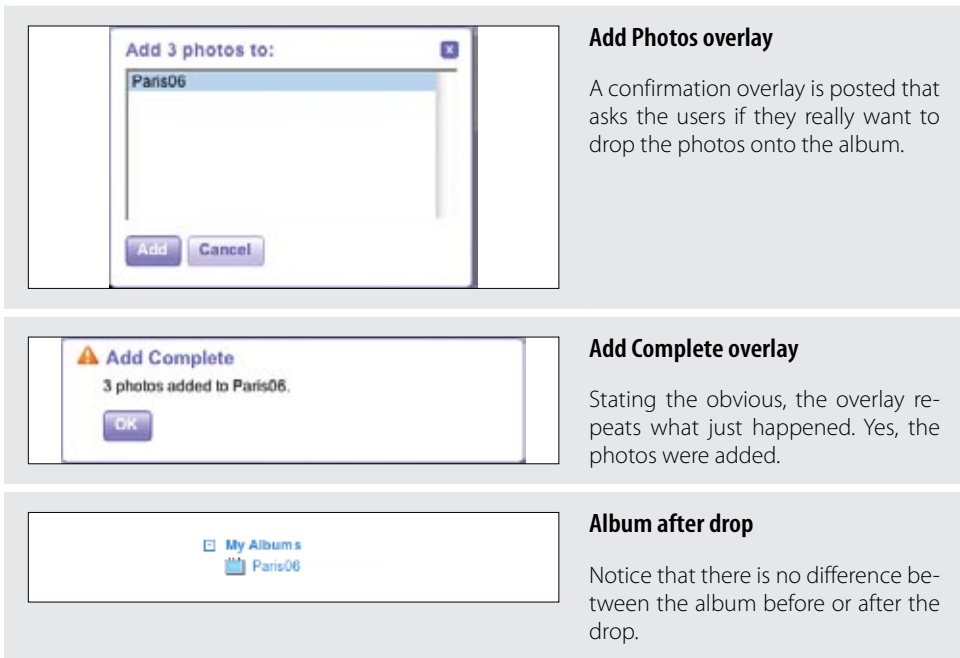 Add 3 photos to:
Paris06
Add Cancel
Add Photos overlay
A confirmation overlay is posted that
asks the users if they really want to
drop the photos onto the album.
Add Complete
3 photos added to Paris06.
OK
Add Complete overlay
Stating the obvious, the overlay re-
peats what just happened. Yes, the
photos were added.
My Albums
Paris06
Album after drop
Notice that there is no difference be-
tween the album before or after the
drop.